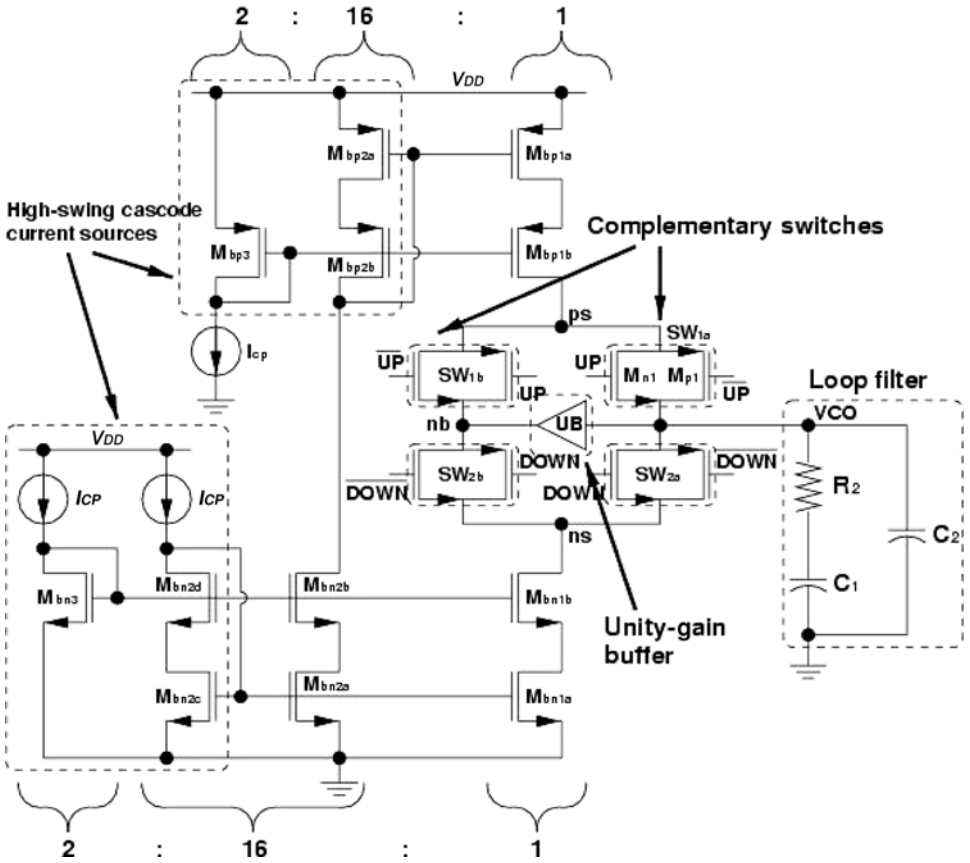 2 : 16 : 1
VDD
Mbp2a
Mbp1a
High-swing cascode
current sources
Complementary switches
Mbp3
Mbp2b
Mbp1b
Icp
ps
SW1a
UP
SW1b
UP
UP
Mn1
Mp1
UP
Loop filter
nb
UB
VCO
VDD
DOWN
SW2b
DOWN
DOWN
SW2a
DOWN
R2
C2
ICP
ICP
ns
Mbn3
Mbn2d
Mbn2b
Mbn1b
C1
Unity-gain
buffer
Mbn2c
Mbn2a
Mbn1a
2 : 16 : 1